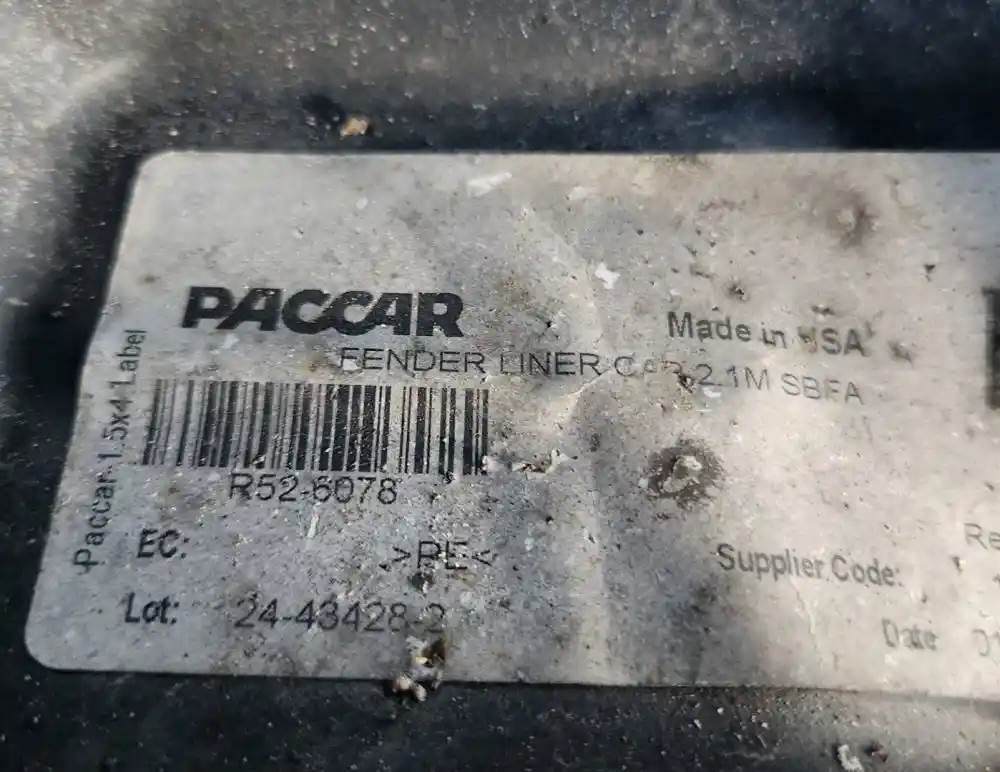 PACCAR
Made in USA
FENDER LINER CAB 2.1M SBFA
Paccar-1.5x4 Label
R52-6078
EC:
>PE<
Supplier Code:
Lot: 24-43428-2
Date